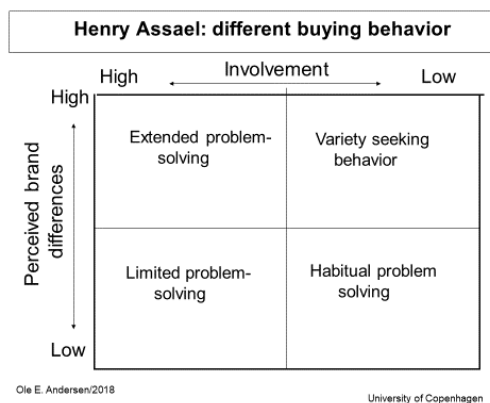 Henry Assael: different buying behavior
High Involvement Low
High
Perceived brand
differences
Extended problem-
solving
Variety seeking
behavior
Limited problem-
solving
Habitual problem
solving
Low
Ole E. Andersen/2018
University of Copenhagen